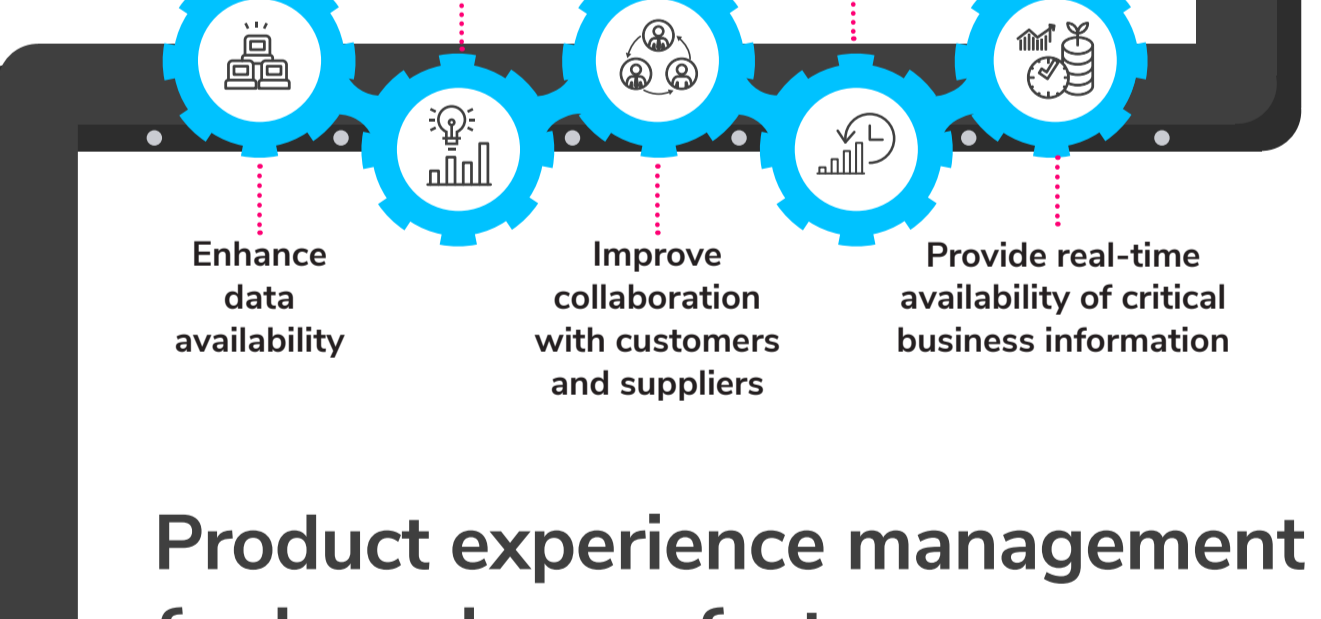 Enhance
data
availability
Improve
collaboration
with customers
and suppliers
Provide real-time
availability of critical
business information
Product experience management